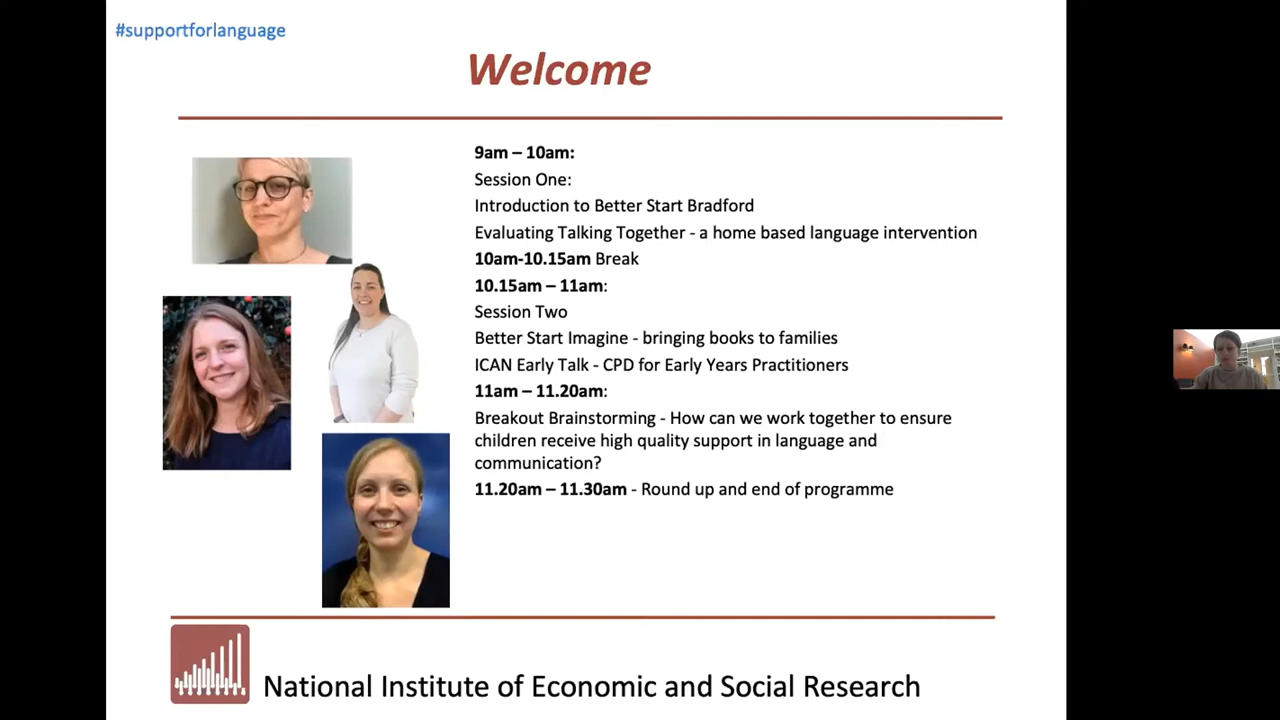 #supportforlanguage
Welcome
9am – 10am:
Session One:
Introduction to Better Start Bradford
Evaluating Talking Together - a home based language intervention
10am-10.15am Break
10.15am – 11am:
Session Two
Better Start Imagine - bringing books to families
ICAN Early Talk - CPD for Early Years Practitioners
11am – 11.20am:
Breakout Brainstorming - How can we work together to ensure
children receive high quality support in language and
communication?
11.20am – 11.30am - Round up and end of programme
National Institute of Economic and Social Research